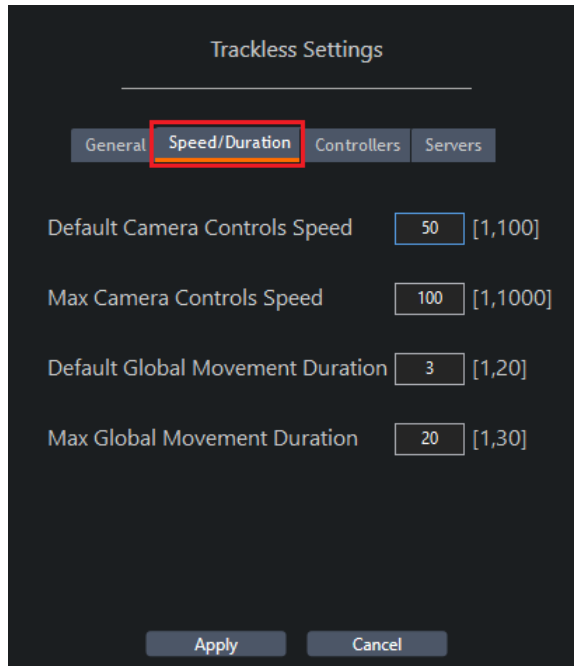 Trackless Settings
General Speed/Duration Controllers Servers
Default Camera Controls Speed 50 [1,100]
Max Camera Controls Speed 100 [1,1000]
Default Global Movement Duration 3 [1,20]
Max Global Movement Duration 20 [1,30]
Apply Cancel